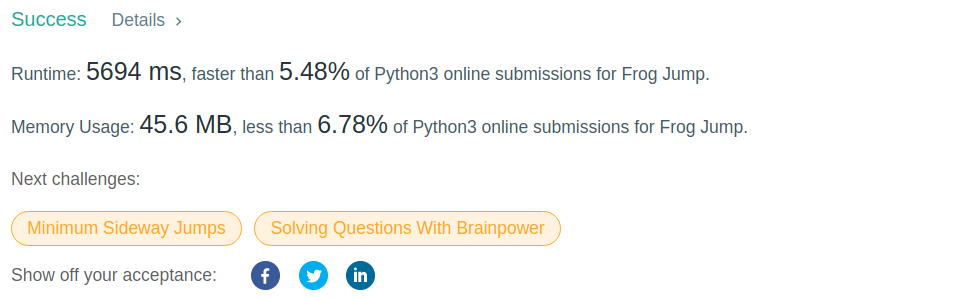 Success Details >
Runtime: 5694 ms, faster than 5.48% of Python3 online submissions for Frog Jump.
Memory Usage: 45.6 MB, less than 6.78% of Python3 online submissions for Frog Jump.
Next challenges:
Minimum Sideway Jumps Solving Questions With Brainpower
Show off your acceptance: f in